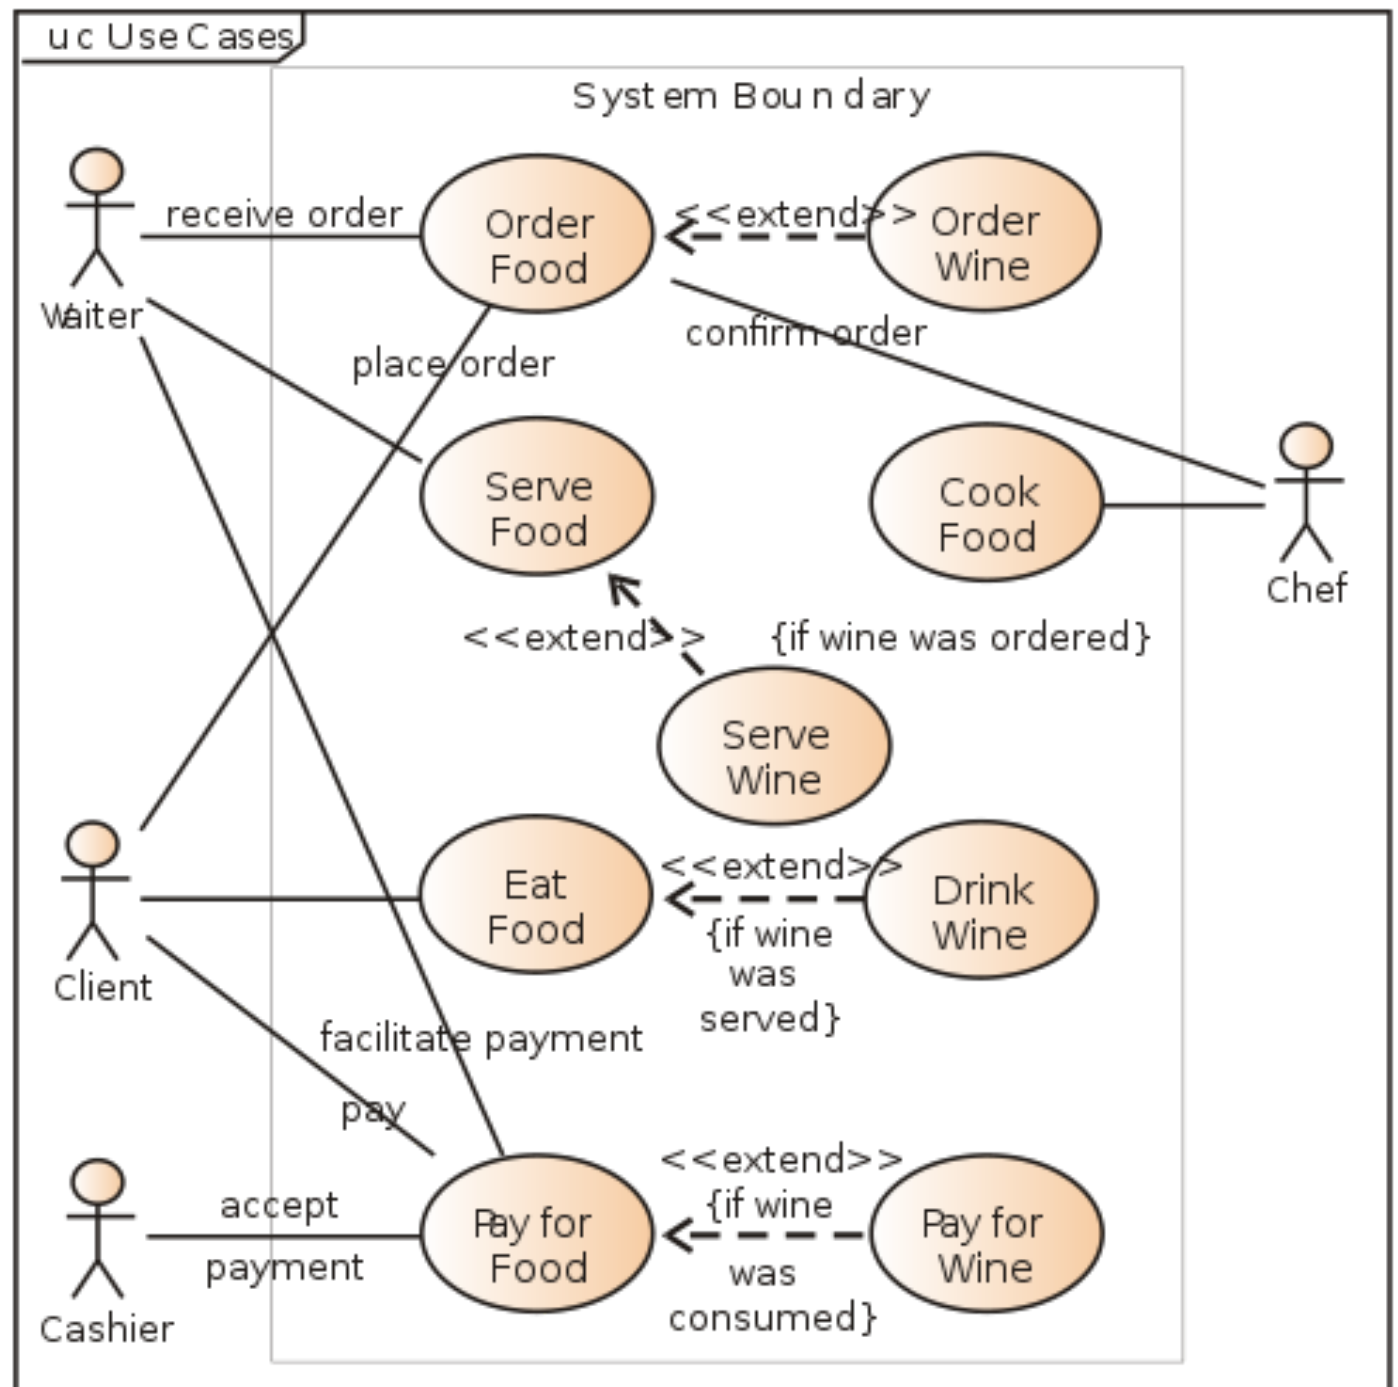 uc Use Cases
System Boundary
receive order
Order
Food
<<extend>>
Order
Wine
Waiter
confirm order
place order
Serve
Food
Cook
Food
Chef
<<extend>>
{if wine was ordered}
Serve
Wine
Eat
Food
<<extend>>
{if wine
was
served}
Drink
Wine
Client
facilitate payment
pay
accept
payment
Pay for
Food
<<extend>>
{if wine
was
consumed}
Pay for
Wine
Cashier